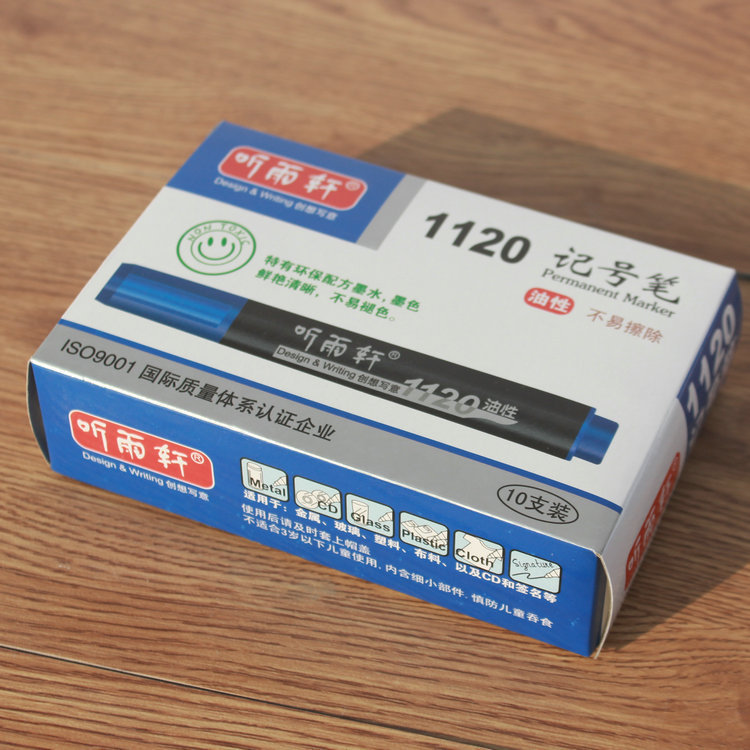 听雨轩®
Design & Writing 创想写意
1120
记号笔
Permanent Marker
油性 不易擦除
NON TOXIC
特有环保配方墨水，墨色
鲜艳清晰，不易褪色。
听雨轩®
Design & Writing 创想写意
1120 油性
ISO9001 国际质量体系认证企业
10支装
听雨轩®
Design & Writing 创想写意
Metal CD Glass Plastic Cloth Signature
适用于：金属、玻璃、塑料、布料、以及CD和签名等
使用后请及时套上帽盖
不适合3岁以下儿童使用. 内含细小部件. 慎防儿童吞食
1120
听雨轩